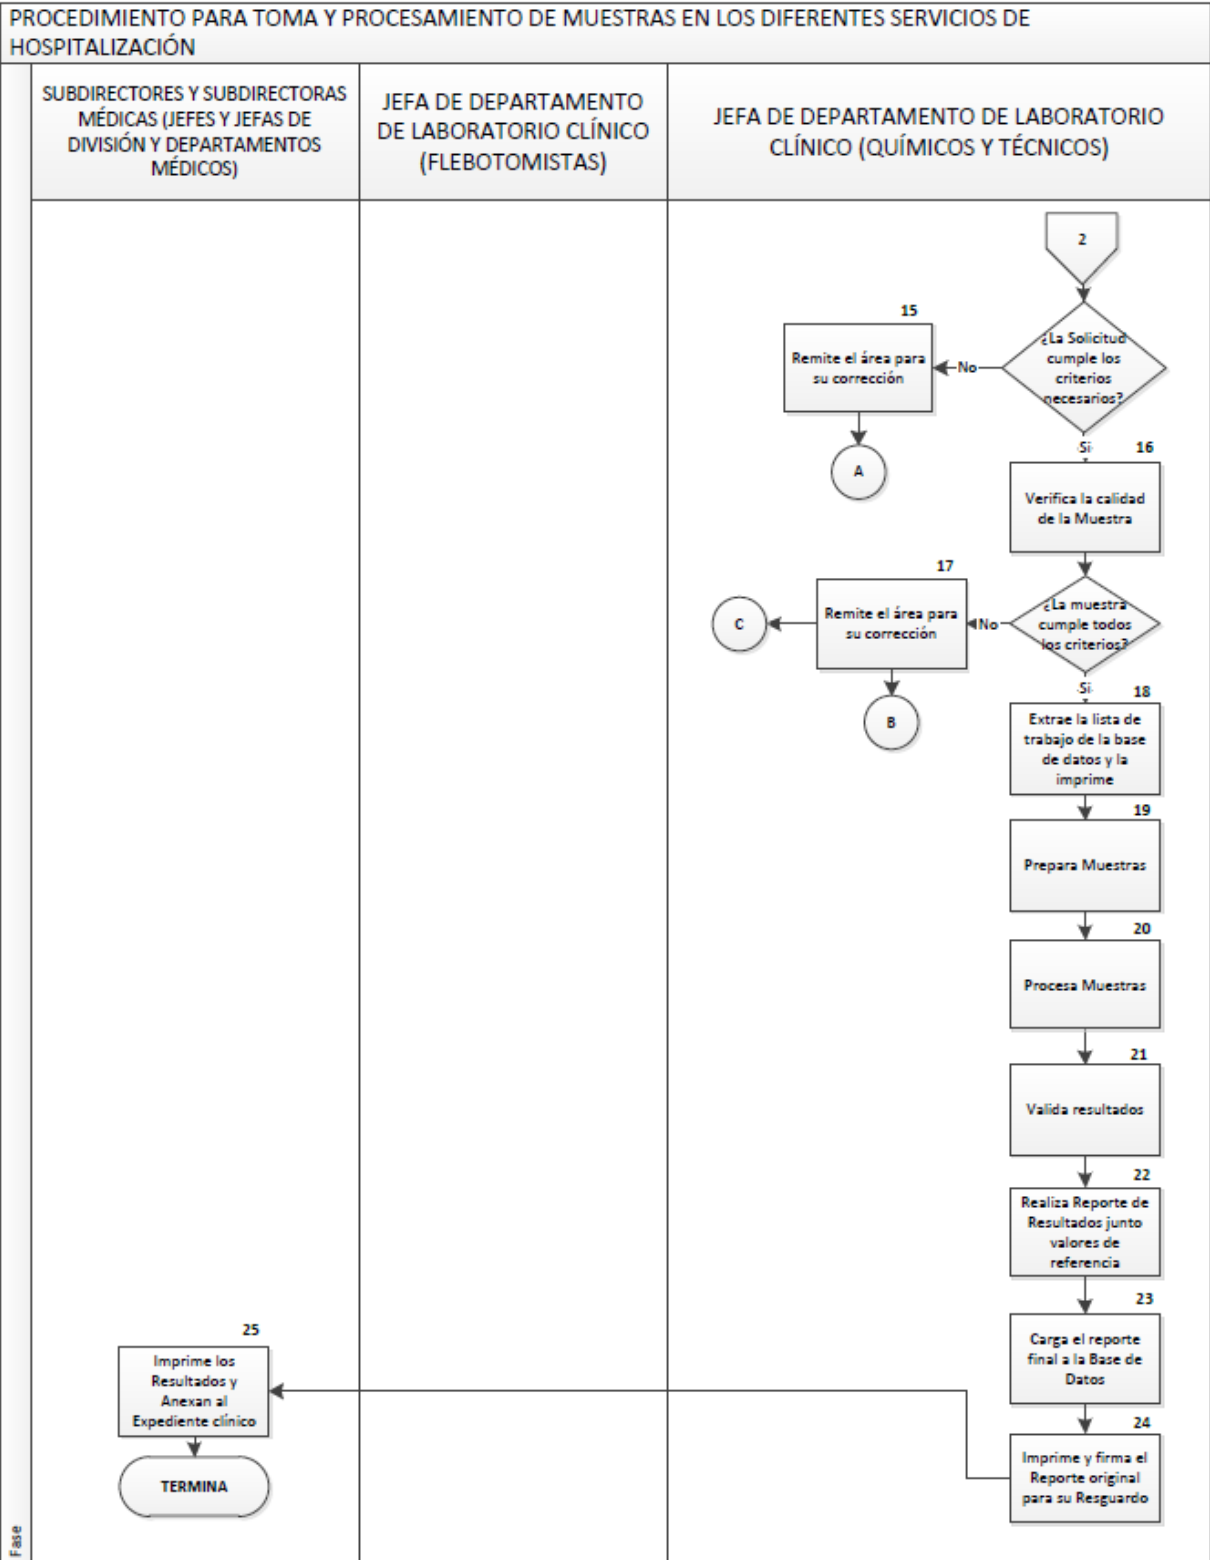 PROCEDIMIENTO PARA TOMA Y PROCESAMIENTO DE MUESTRAS EN LOS DIFERENTES SERVICIOS DE
HOSPITALIZACIÓN
SUBDIRECTORES Y SUBDIRECTORAS
MÉDICAS (JEFES Y JEFAS DE
DIVISIÓN Y DEPARTAMENTOS
MÉDICOS)
JEFA DE DEPARTAMENTO
DE LABORATORIO CLÍNICO
(FLEBOTOMISTAS)
JEFA DE DEPARTAMENTO DE LABORATORIO
CLÍNICO (QUÍMICOS Y TÉCNICOS)
2
¿La Solicitud
cumple los
criterios
necesarios?
No
15
Remite el área para
su corrección
A
Si
16
Verifica la calidad
de la Muestra
¿La muestra
cumple todos
los criterios?
No
17
Remite el área para
su corrección
C
B
Si
18
Extrae la lista de
trabajo de la base
de datos y la
imprime
19
Prepara Muestras
20
Procesa Muestras
21
Valida resultados
22
Realiza Reporte de
Resultados junto
valores de
referencia
23
Carga el reporte
final a la Base de
Datos
24
Imprime y firma el
Reporte original
para su Resguardo
25
Imprime los
Resultados y
Anexan al
Expediente clínico
TERMINA
Fase